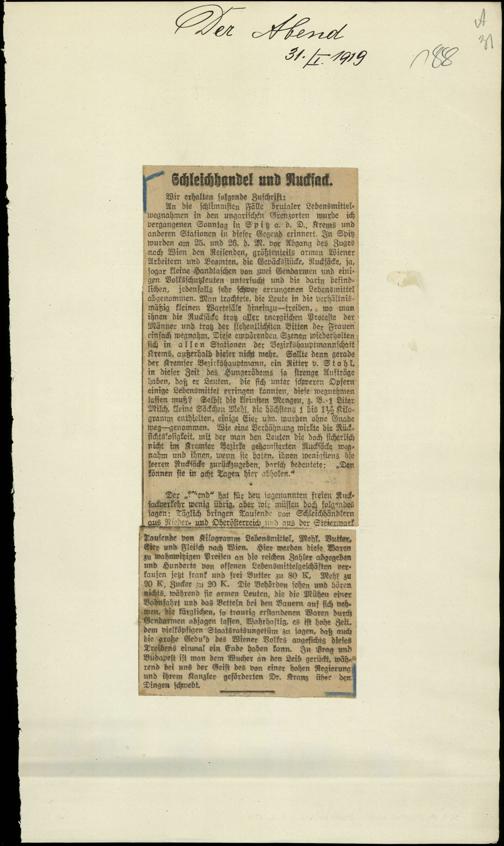 Der Abend
31./I. 1919
188
Schleichhandel und Rucksack.
Wir erhalten folgende Zuschrift:
An die schlimmsten Fälle brutaler Lebensmittel-
wegnahmen in den ungarischen Grenzorten wurde ich
vergangenen Sonntag in Spitz a. d. D., Krems und
anderen Stationen in dieser Gegend erinnert. In Spitz
wurden am 25. und 26. d. M. vor Abgang des Zuges
nach Wien den Reisenden, größtenteils armen Wiener
Arbeitern und Beamten, die Gepäckstücke, Rucksäcke, ja,
sogar kleine Handtaschen von zwei Gendarmen und eini-
gen Volkschutzleuten untersucht und die darin befind-
lichen, jedenfalls sehr schwer errungenen Lebensmittel
abgenommen. Man trachtete, die Leute in die verhältnis-
mäßig kleinen Wartesäle hineinzu—treiben, wo man
ihnen die Rucksäcke trotz aller energischen Proteste der
Männer und trotz der flehentlichsten Bitten der Frauen
einfach wegnahm. Diese empörenden Szenen wiederholten
sich in allen Stationen der Bezirkshauptmannschaft
Krems, außerhalb dieser nicht mehr. Sollte denn gerade
der Kremser Bezirkshauptmann, ein Ritter v. Stahl,
in dieser Zeit des Hungerödems so strenge Aufträge
haben, daß er Leuten, die sich unter schweren Opfern
einige Lebensmittel erringen konnten, diese wegnehmen
lassen muß? Selbst die kleinsten Mengen, z. B. 1 Liter
Milch, kleine Säckchen Mehl, die höchstens 1 bis 1½ Kilo-
gramm enthielten, einige Eier usw. wurden ohne Gnade
weg—genommen. Wie eine Verhöhnung wirkte die Rück-
sichtslosigkeit, mit der man den Leuten die doch sicherlich
nicht im Kremser Bezirke gehamsterten Rucksäcke weg-
nahm und ihnen, wenn sie baten, ihnen wenigstens die
leeren Rucksäcke zurückzugeben, barsch bedeutete: „Den
können sie in acht Tagen hier abholen."
*
Der „Abend" hat für den sogenannten freien Ruck-
sackverkehr wenig übrig, aber wir müssen doch folgendes
sagen: Täglich bringen Tausende von Schleichhändlern
aus Nieder- und Oberösterreich und aus der Steiermark
Tausende von Kilogramm Lebensmittel, Mehl, Butter,
Eier und Fleisch nach Wien. Hier werden diese Waren
zu wahnwitzigen Preisen an die reichen Zahler abgegeben
und Hunderte von offenen Lebensmittelgeschäften ver-
kaufen jetzt frank und frei Butter zu 80 K, Mehl zu
20 K, Zucker zu 20 K. Die Behörden sehen und hören
nichts, während sie armen Leuten, die die Mühen einer
Bahnfahrt und das Betteln bei den Bauern auf sich neh-
men, die kärglichen, so traurig erstandenen Waren durch
Gendarmen abjagen lassen. Wahrhaftig, es ist hohe Zeit,
dem vielköpfigen Staatsratsungetüm zu sagen, daß auch
die große Geduld des Wiener Volkes angesichts dieses
Treibens einmal ein Ende haben kann. In Prag und
Budapest ist man dem Wucher an den Leib gerückt, wäh-
rend bei uns der Geist des von einer hohen Regierung
und ihrem Kanzler geförderten Dr. Kranz über den
Dingen schwebt.